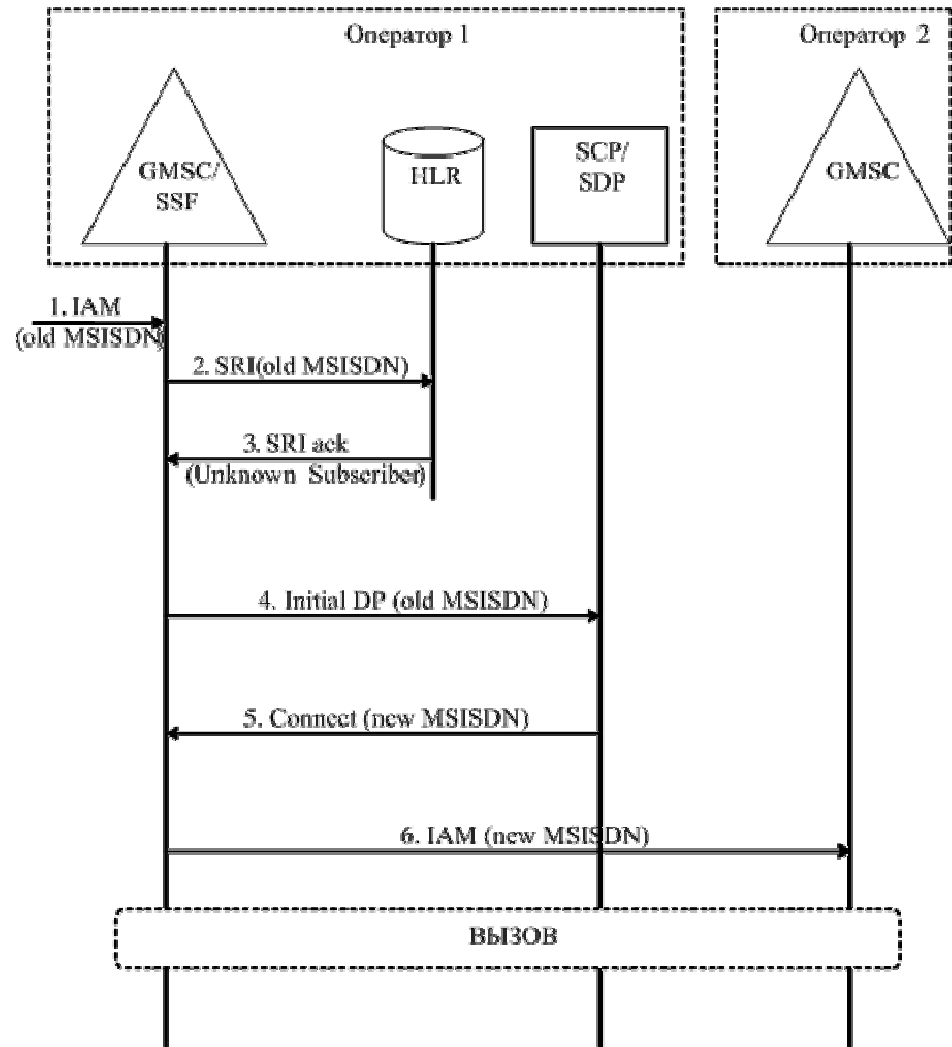 Оператор 1
Оператор 2
GMSC/
SSF
HLR
SCP/
SDP
GMSC
1. IAM
(old MSISDN)
2. SRI(old MSISDN)
3. SRI ack
(Unknown Subscriber)
4. Initial DP (old MSISDN)
5. Connect (new MSISDN)
6. IAM (new MSISDN)
ВЫЗОВ